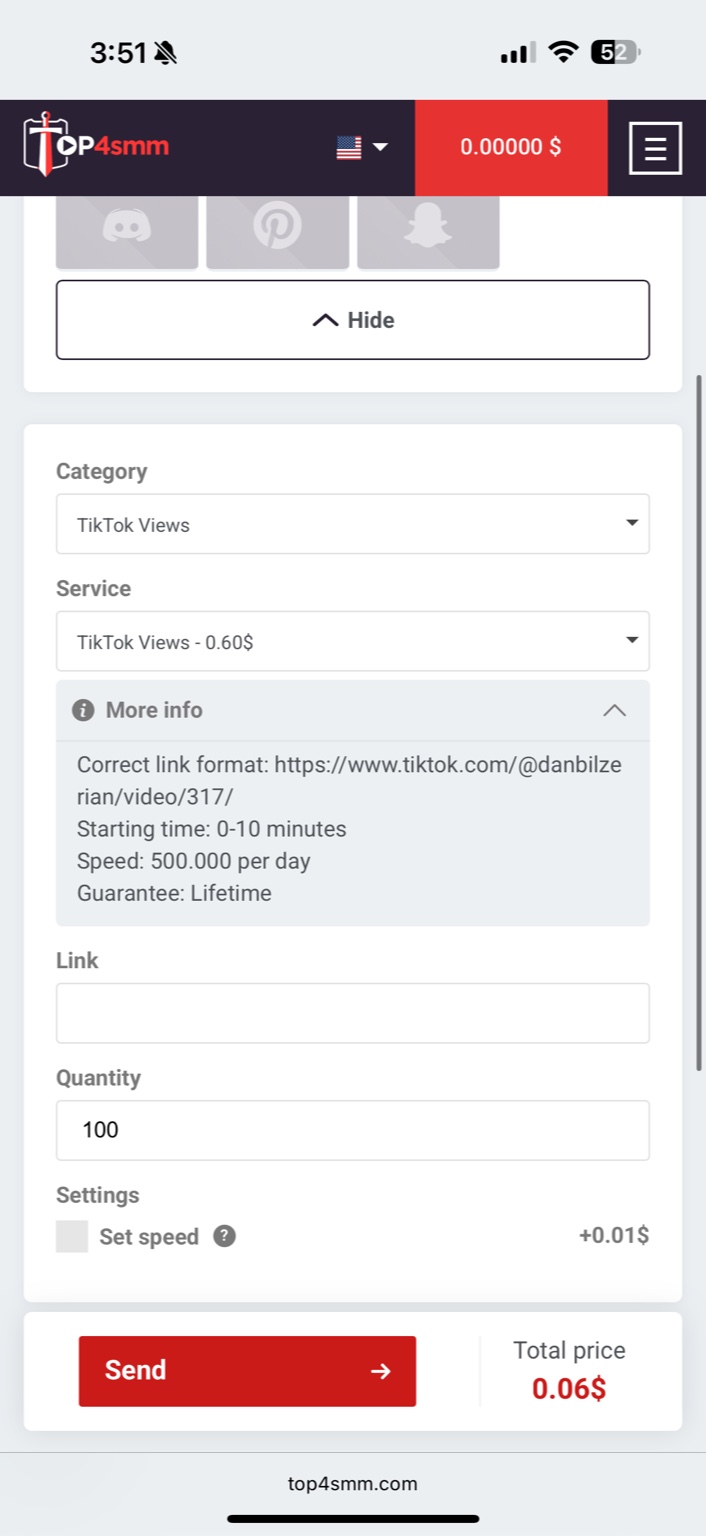 3:51
52
TOP4smm
0.00000 $
Hide
Category
TikTok Views
Service
TikTok Views - 0.60$
More info
Correct link format: https://www.tiktok.com/@danbilze
rian/video/317/
Starting time: 0-10 minutes
Speed: 500.000 per day
Guarantee: Lifetime
Link
Quantity
100
Settings
Set speed ? +0.01$
Send
Total price
0.06$
top4smm.com